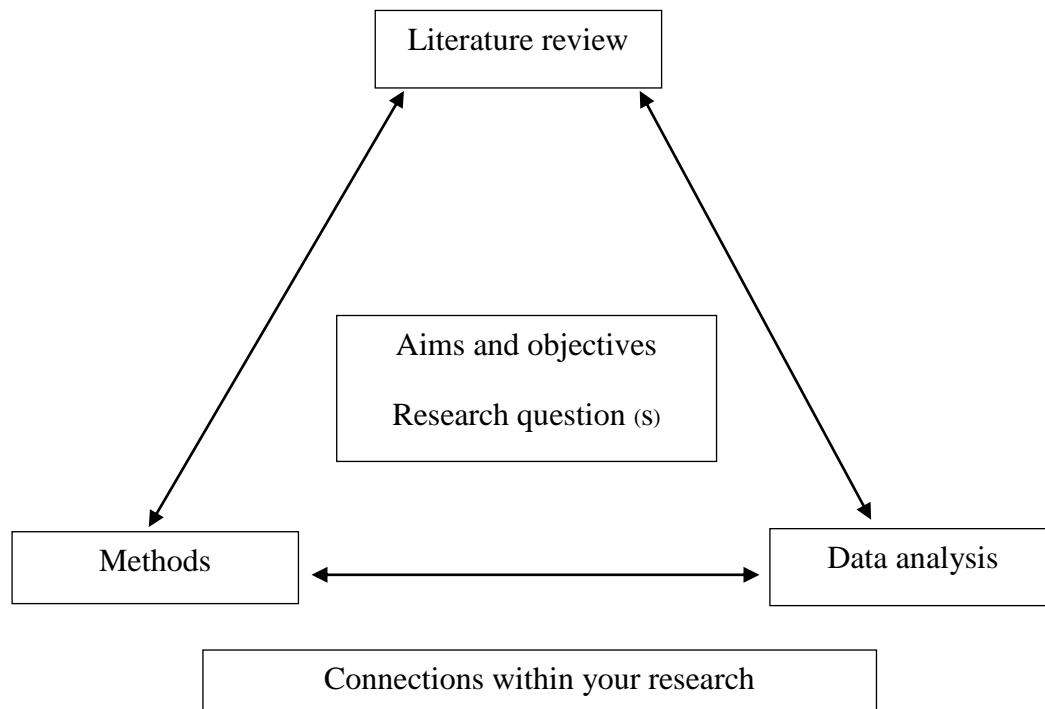 Literature review
Aims and objectives
Research question (s)
Methods
Data analysis
Connections within your research